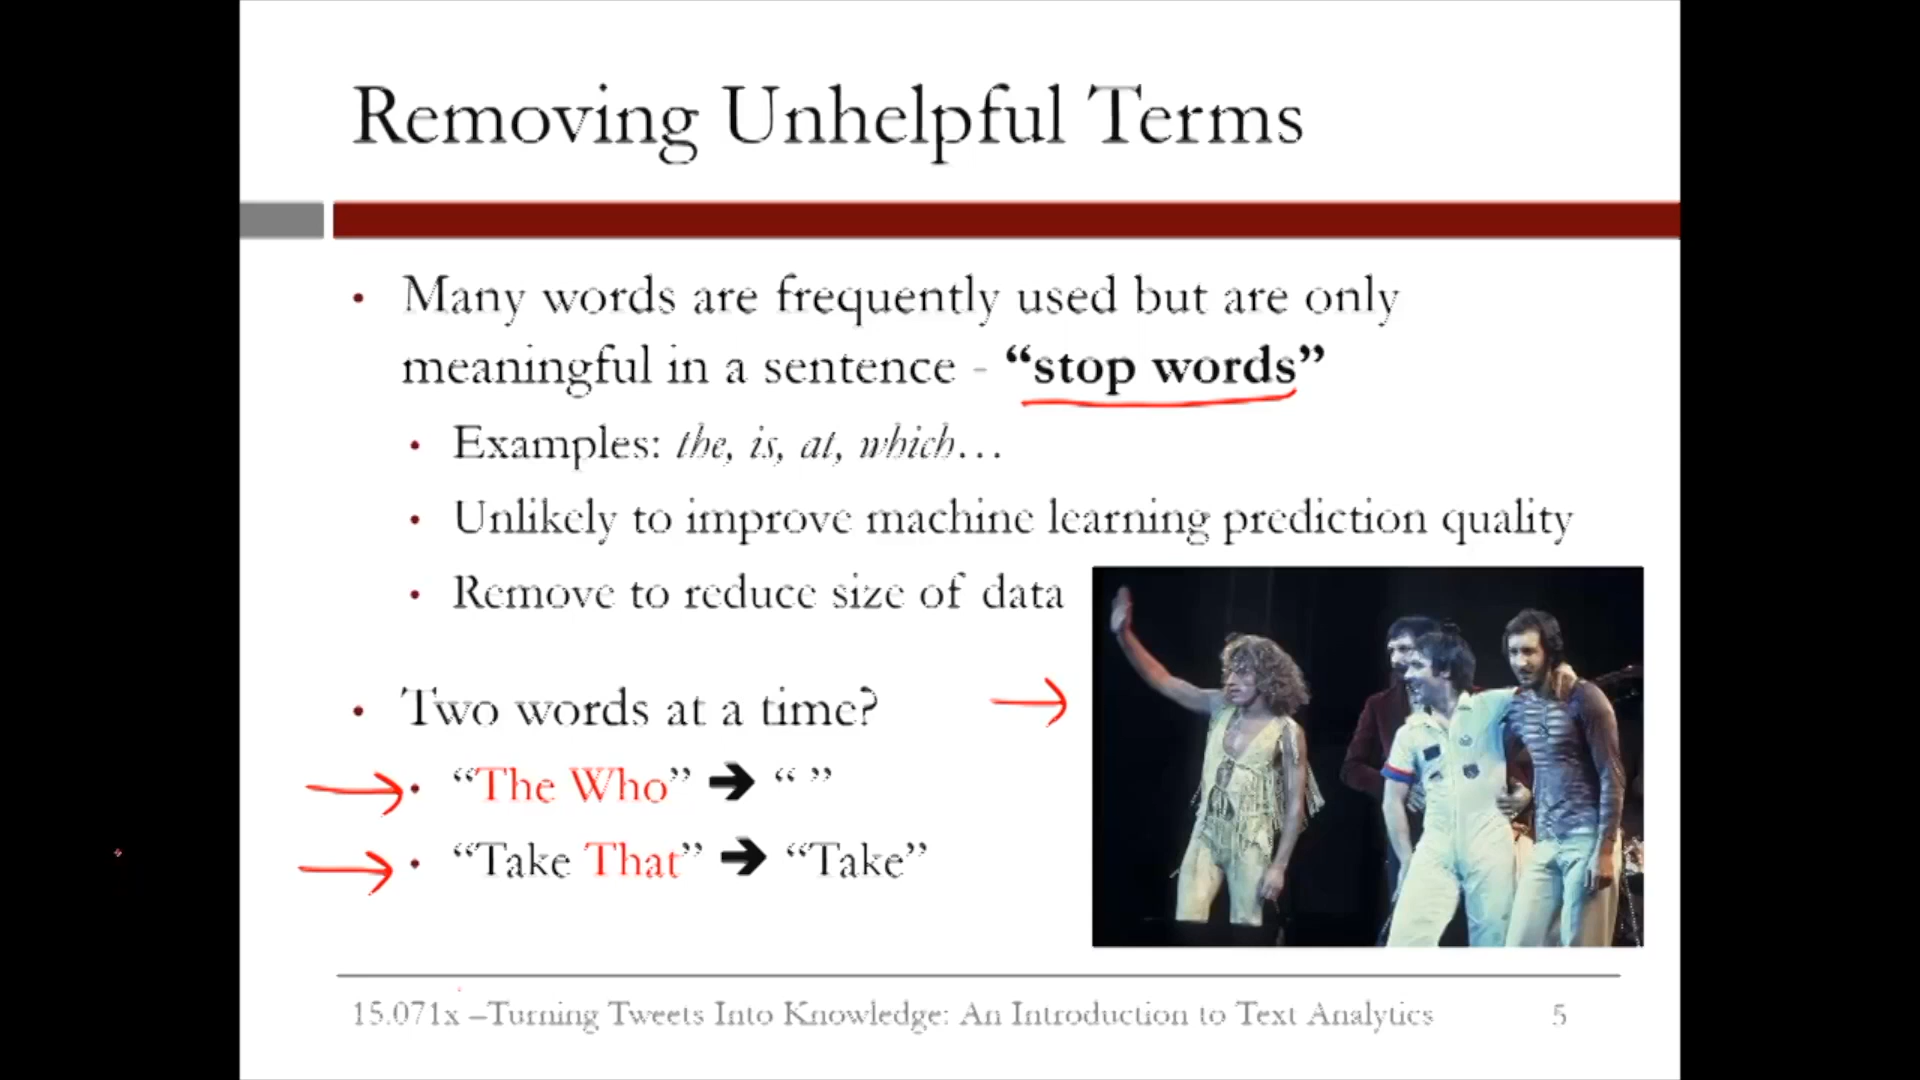 Removing Unhelpful Terms
• Many words are frequently used but are only
meaningful in a sentence - “stop words”
• Examples: the, is, at, which…
• Unlikely to improve machine learning prediction quality
• Remove to reduce size of data
• Two words at a time?
• “The Who” ➔ “ ”
• “Take That” ➔ “Take”
15.071x –Turning Tweets Into Knowledge: An Introduction to Text Analytics 5